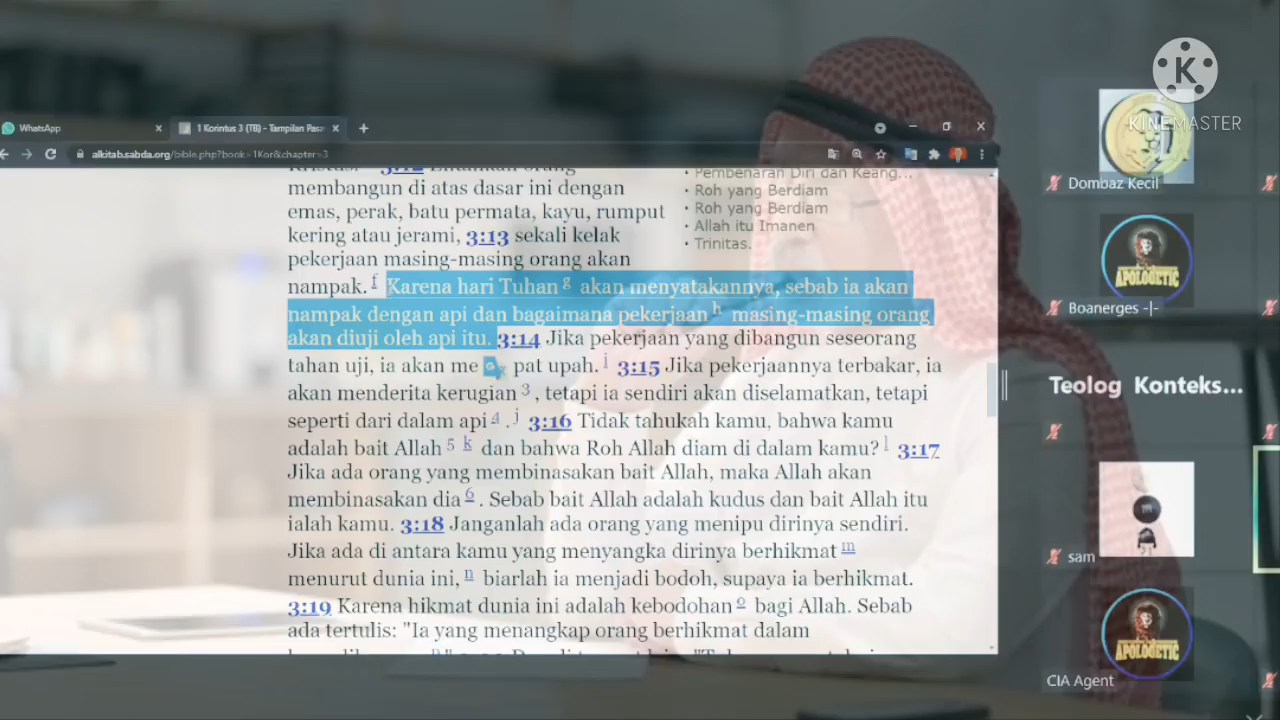 KINEMASTER
WhatsApp
1 Korintus 3 (TB) - Tampilan Pasa
alkitab.sabda.org/bible.php?book=1Kor&chapter=3
membangun di atas dasar ini dengan
emas, perak, batu permata, kayu, rumput
kering atau jerami, 3:13 sekali kelak
pekerjaan masing-masing orang akan
nampak. f Karena hari Tuhan g akan menyatakannya, sebab ia akan
nampak dengan api dan bagaimana pekerjaan h masing-masing orang
akan diuji oleh api itu. 3:14 Jika pekerjaan yang dibangun seseorang
tahan uji, ia akan me pat upah. i 3:15 Jika pekerjaannya terbakar, ia
akan menderita kerugian 3 , tetapi ia sendiri akan diselamatkan, tetapi
seperti dari dalam api 4 . j 3:16 Tidak tahukah kamu, bahwa kamu
adalah bait Allah 5 k dan bahwa Roh Allah diam di dalam kamu? l 3:17
Jika ada orang yang membinasakan bait Allah, maka Allah akan
membinasakan dia 6 . Sebab bait Allah adalah kudus dan bait Allah itu
ialah kamu. 3:18 Janganlah ada orang yang menipu dirinya sendiri.
Jika ada di antara kamu yang menyangka dirinya berhikmat m
menurut dunia ini, n biarlah ia menjadi bodoh, supaya ia berhikmat.
3:19 Karena hikmat dunia ini adalah kebodohan o bagi Allah. Sebab
ada tertulis: "Ia yang menangkap orang berhikmat dalam
• Pembenaran Diri dan Keang...
• Roh yang Berdiam
• Roh yang Berdiam
• Allah itu Imanen
• Trinitas.
Dombaz Kecil
APOLOGETIC
Boanerges -|-
Teolog Konteks...
sam
APOLOGETIC
CIA Agent